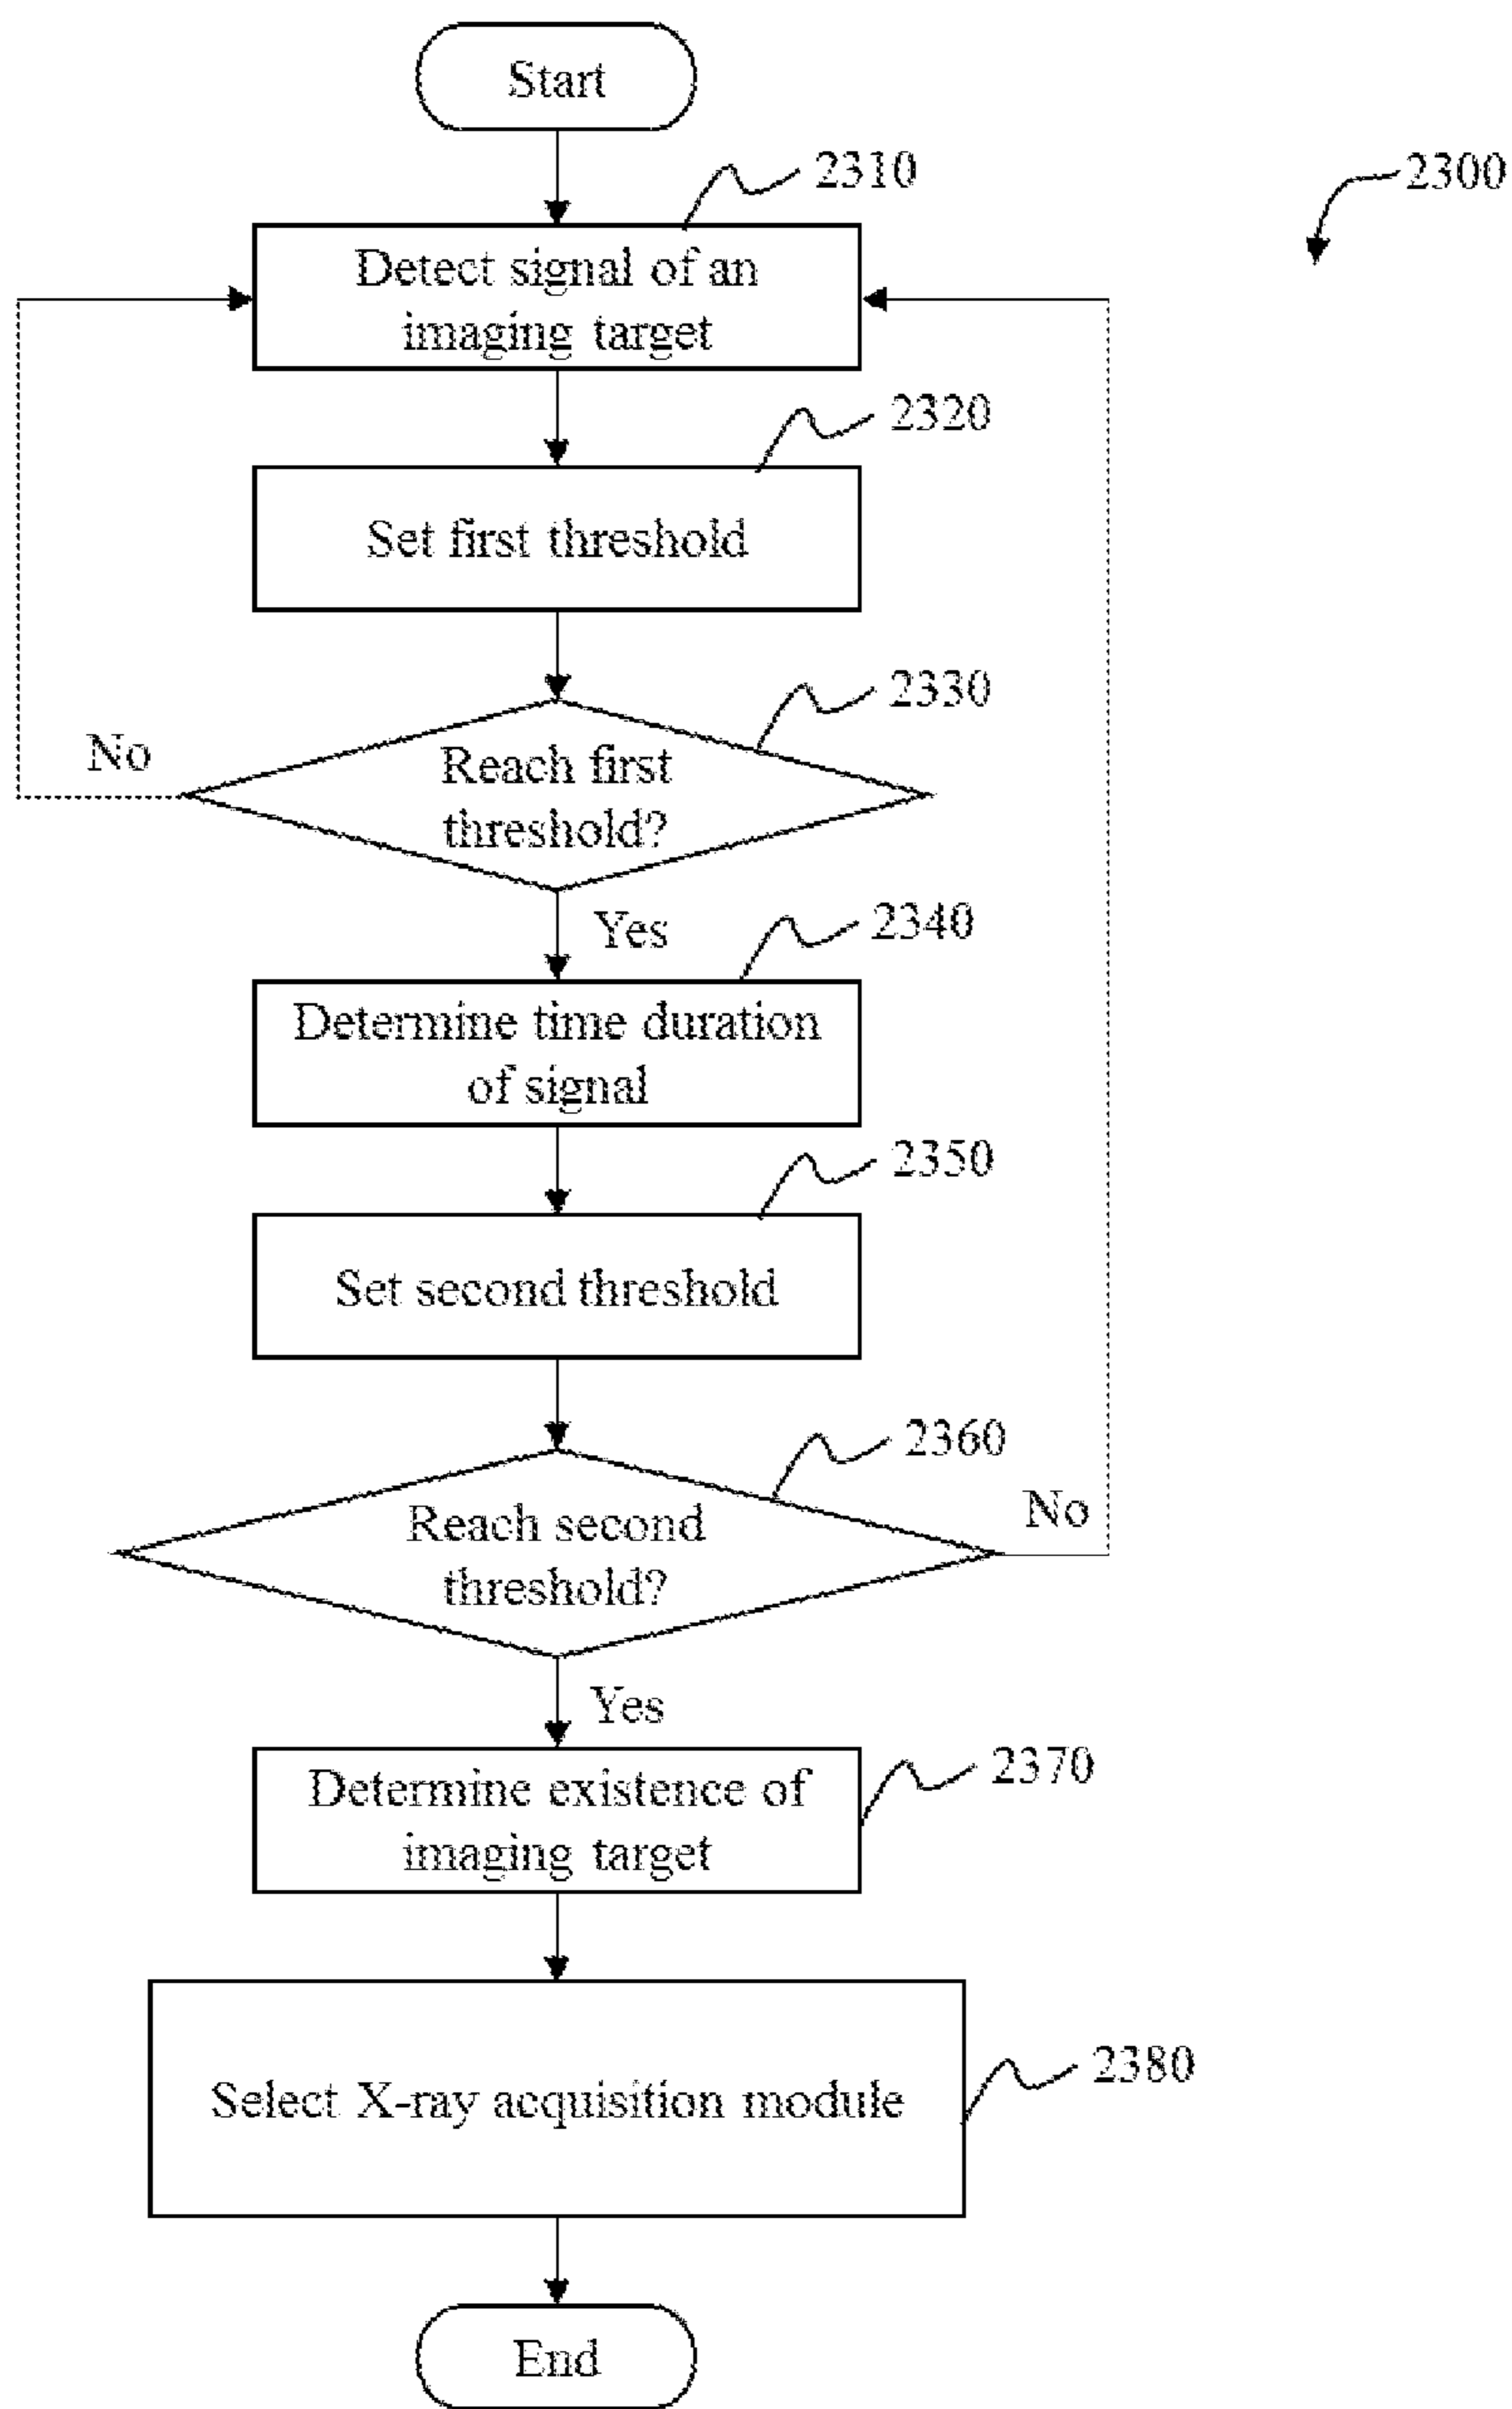 Start
2310
2300
Detect signal of an
imaging target
2320
Set first threshold
2330
No
Reach first
threshold?
Yes
2340
Determine time duration
of signal
2350
Set second threshold
2360
No
Reach second
threshold?
Yes
2370
Determine existence of
imaging target
2380
Select X-ray acquisition module
End